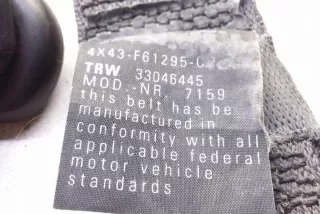 4X43-F61295-
TRW 33046445
MOD.-NR. 7159
this belt has be
manufactured in
conformity with all
applicable federal
motor vehicle
standards